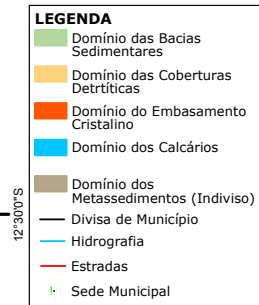 LEGENDA
Domínio das Bacias
Sedimentares
Domínio das Coberturas
Detrtíticas
Domínio do Embasamento
Cristalino
Domínio dos Calcários
Domínio dos
Metassedimentos (Indiviso)
Divisa de Município
Hidrografia
Estradas
Sede Municipal
12°30'0"S